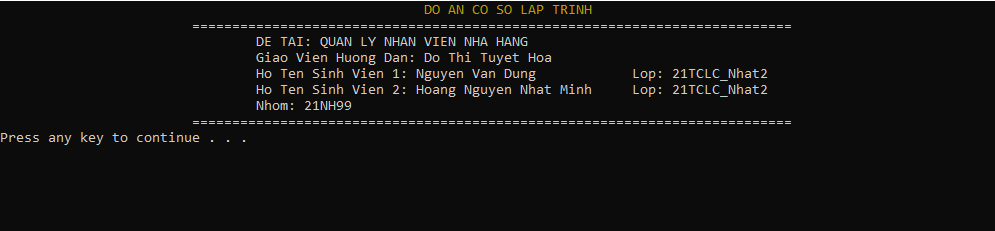 DO AN CO SO LAP TRINH
===========================================================================
DE TAI: QUAN LY NHAN VIEN NHA HANG
Giao Vien Huong Dan: Do Thi Tuyet Hoa
Ho Ten Sinh Vien 1: Nguyen Van Dung Lop: 21TCLC_Nhat2
Ho Ten Sinh Vien 2: Hoang Nguyen Nhat Minh Lop: 21TCLC_Nhat2
Nhom: 21NH99
===========================================================================
Press any key to continue . . .